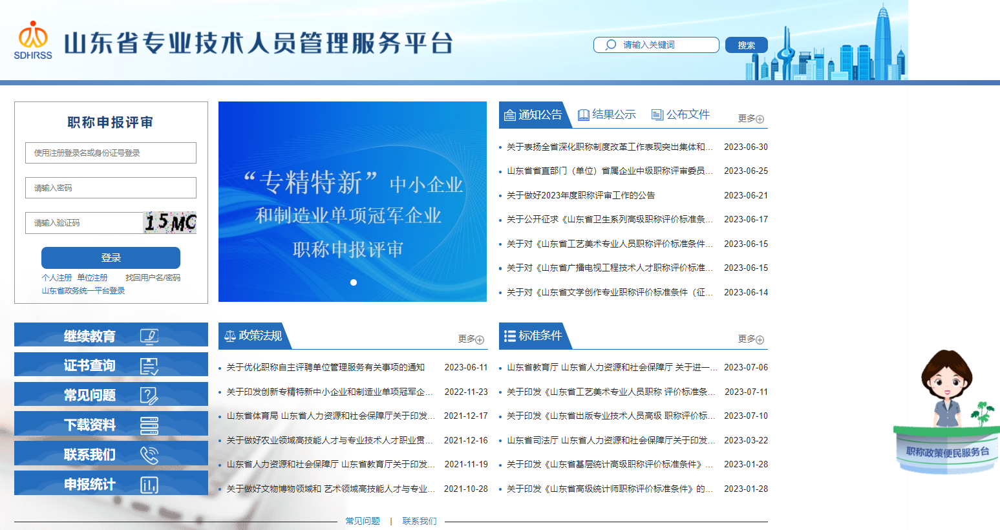 SDHRSS
山东省专业技术人员管理服务平台
请输入关键词
搜索
职称申报评审
使用注册登录名或身份证号登录
请输入密码
请输入验证码
15MC
登录
个人注册 单位注册 找回用户名/密码
山东省政务统一平台登录
“专精特新”中小企业
和制造业单项冠军企业
职称申报评审
通知公告 结果公示 公布文件 更多
关于表扬全省深化职称制度改革工作表现突出集体和... 2023-06-30
山东省省直部门（单位）省属企业中级职称评审委员... 2023-06-25
关于做好2023年度职称评审工作的公告 2023-06-21
关于公开征求《山东省卫生系列高级职称评价标准条... 2023-06-17
关于对《山东省工艺美术专业人员职称评价标准条件... 2023-06-15
关于对《山东省广播电视工程技术人才职称评价标准... 2023-06-15
关于对《山东省文学创作专业职称评价标准条件（征... 2023-06-14
继续教育
证书查询
常见问题
下载资料
联系我们
申报统计
政策法规 更多
关于优化职称自主评聘单位管理服务有关事项的通知 2023-06-11
关于印发创新专精特新中小企业和制造业单项冠军企... 2022-11-23
山东省体育局 山东省人力资源和社会保障厅关于印发... 2021-12-17
关于做好农业领域高技能人才与专业技术人才职业贯... 2021-12-16
山东省人力资源和社会保障厅 山东省教育厅关于印发... 2021-11-19
关于做好文物博物领域和 艺术领域高技能人才与专业... 2021-10-28
标准条件 更多
山东省教育厅 山东省人力资源和社会保障厅 关于进一... 2023-07-06
关于印发《山东省工艺美术专业人员职称 评价标准条... 2023-07-11
关于印发《山东省出版专业技术人员高级 职称评价标... 2023-07-10
山东省司法厅 山东省人力资源和社会保障厅关于印发... 2023-03-22
关于印发《山东省基层统计高级职称评价标准条件》... 2023-01-28
关于印发《山东省高级统计师职称评价标准条件》的... 2023-01-28
职称政策便民服务台
常见问题 | 联系我们